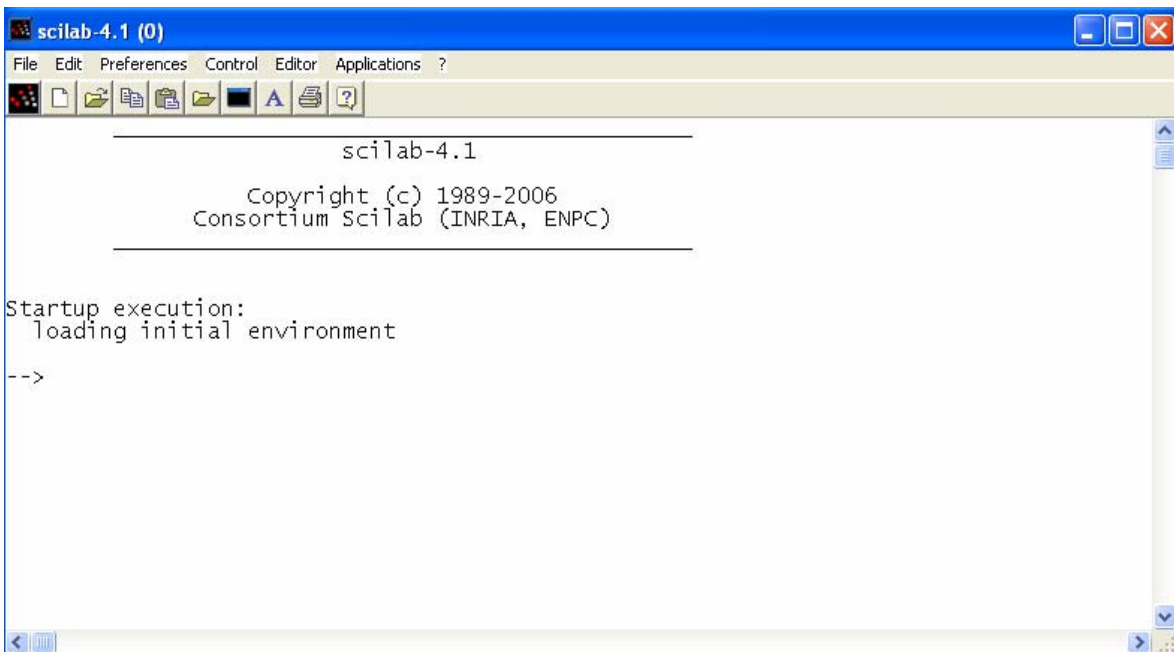 scilab-4.1 (0)
File Edit Preferences Control Editor Applications ?
A ?
scilab-4.1
Copyright (c) 1989-2006
Consortium Scilab (INRIA, ENPC)
Startup execution:
loading initial environment
-->